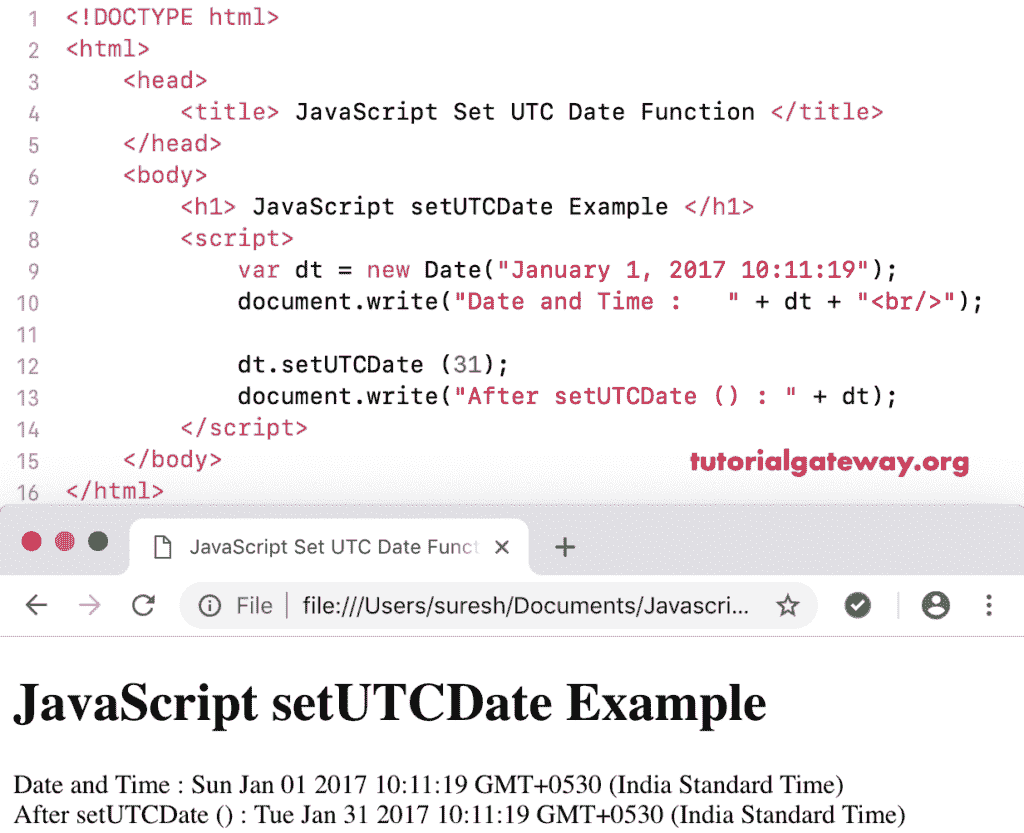 1 <!DOCTYPE html>
2 <html>
3 <head>
4 <title> JavaScript Set UTC Date Function </title>
5 </head>
6 <body>
7 <h1> JavaScript setUTCDate Example </h1>
8 <script>
9 var dt = new Date("January 1, 2017 10:11:19");
10 document.write("Date and Time :   " + dt + "<br/>");
11
12 dt.setUTCDate (31);
13 document.write("After setUTCDate () : " + dt);
14 </script>
15 </body>
tutorialgateway.org
16 </html>
JavaScript Set UTC Date Funct
File file:///Users/suresh/Documents/Javascri...
JavaScript setUTCDate Example
Date and Time : Sun Jan 01 2017 10:11:19 GMT+0530 (India Standard Time)
After setUTCDate () : Tue Jan 31 2017 10:11:19 GMT+0530 (India Standard Time)